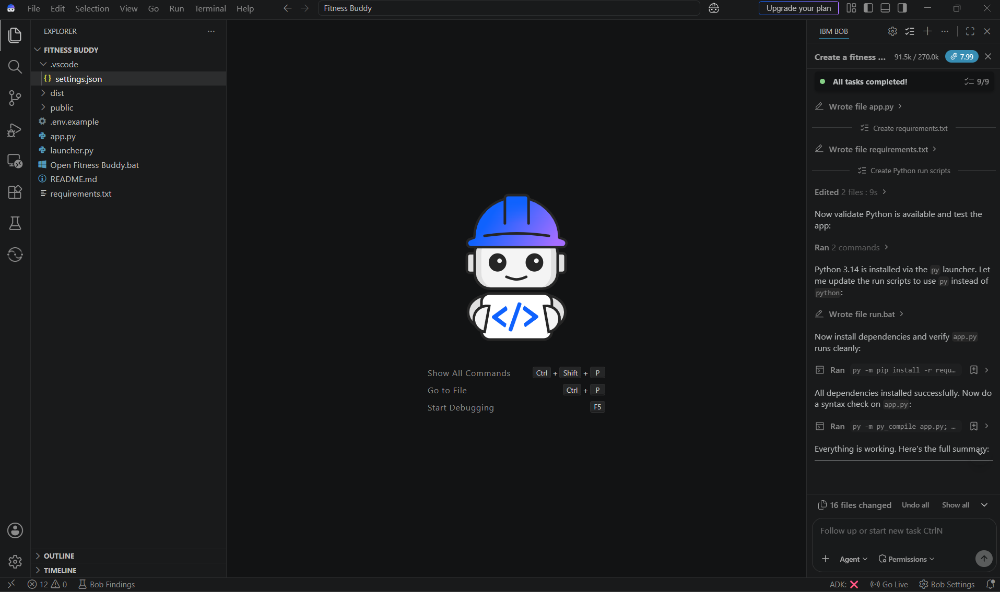 File Edit Selection View Go Run Terminal Help
Fitness Buddy
Upgrade your plan
EXPLORER
FITNESS BUDDY
.vscode
{} settings.json
dist
public
.env.example
app.py
launcher.py
Open Fitness Buddy.bat
README.md
requirements.txt
OUTLINE
TIMELINE
</>
Show All Commands Ctrl + Shift + P
Go to File Ctrl + P
Start Debugging F5
IBM BOB
Create a fitness ... 91.5k / 270.0k 7.99
All tasks completed! 9/9
Wrote file app.py
Create requirements.txt
Wrote file requirements.txt
Create Python run scripts
Edited 2 files : 9s
Now validate Python is available and test the
app:
Ran 2 commands
Python 3.14 is installed via the py launcher. Let
me update the run scripts to use py instead of
python:
Wrote file run.bat
Now install dependencies and verify app.py
runs cleanly:
Ran py -m pip install -r requ…
All dependencies installed successfully. Now do
a syntax check on app.py:
Ran py -m py_compile app.py; …
Everything is working. Here's the full summary:
16 files changed Undo all Show all
Follow up or start new task CtrlN
Agent Permissions
12 0 Bob Findings
ADK: Go Live Bob Settings